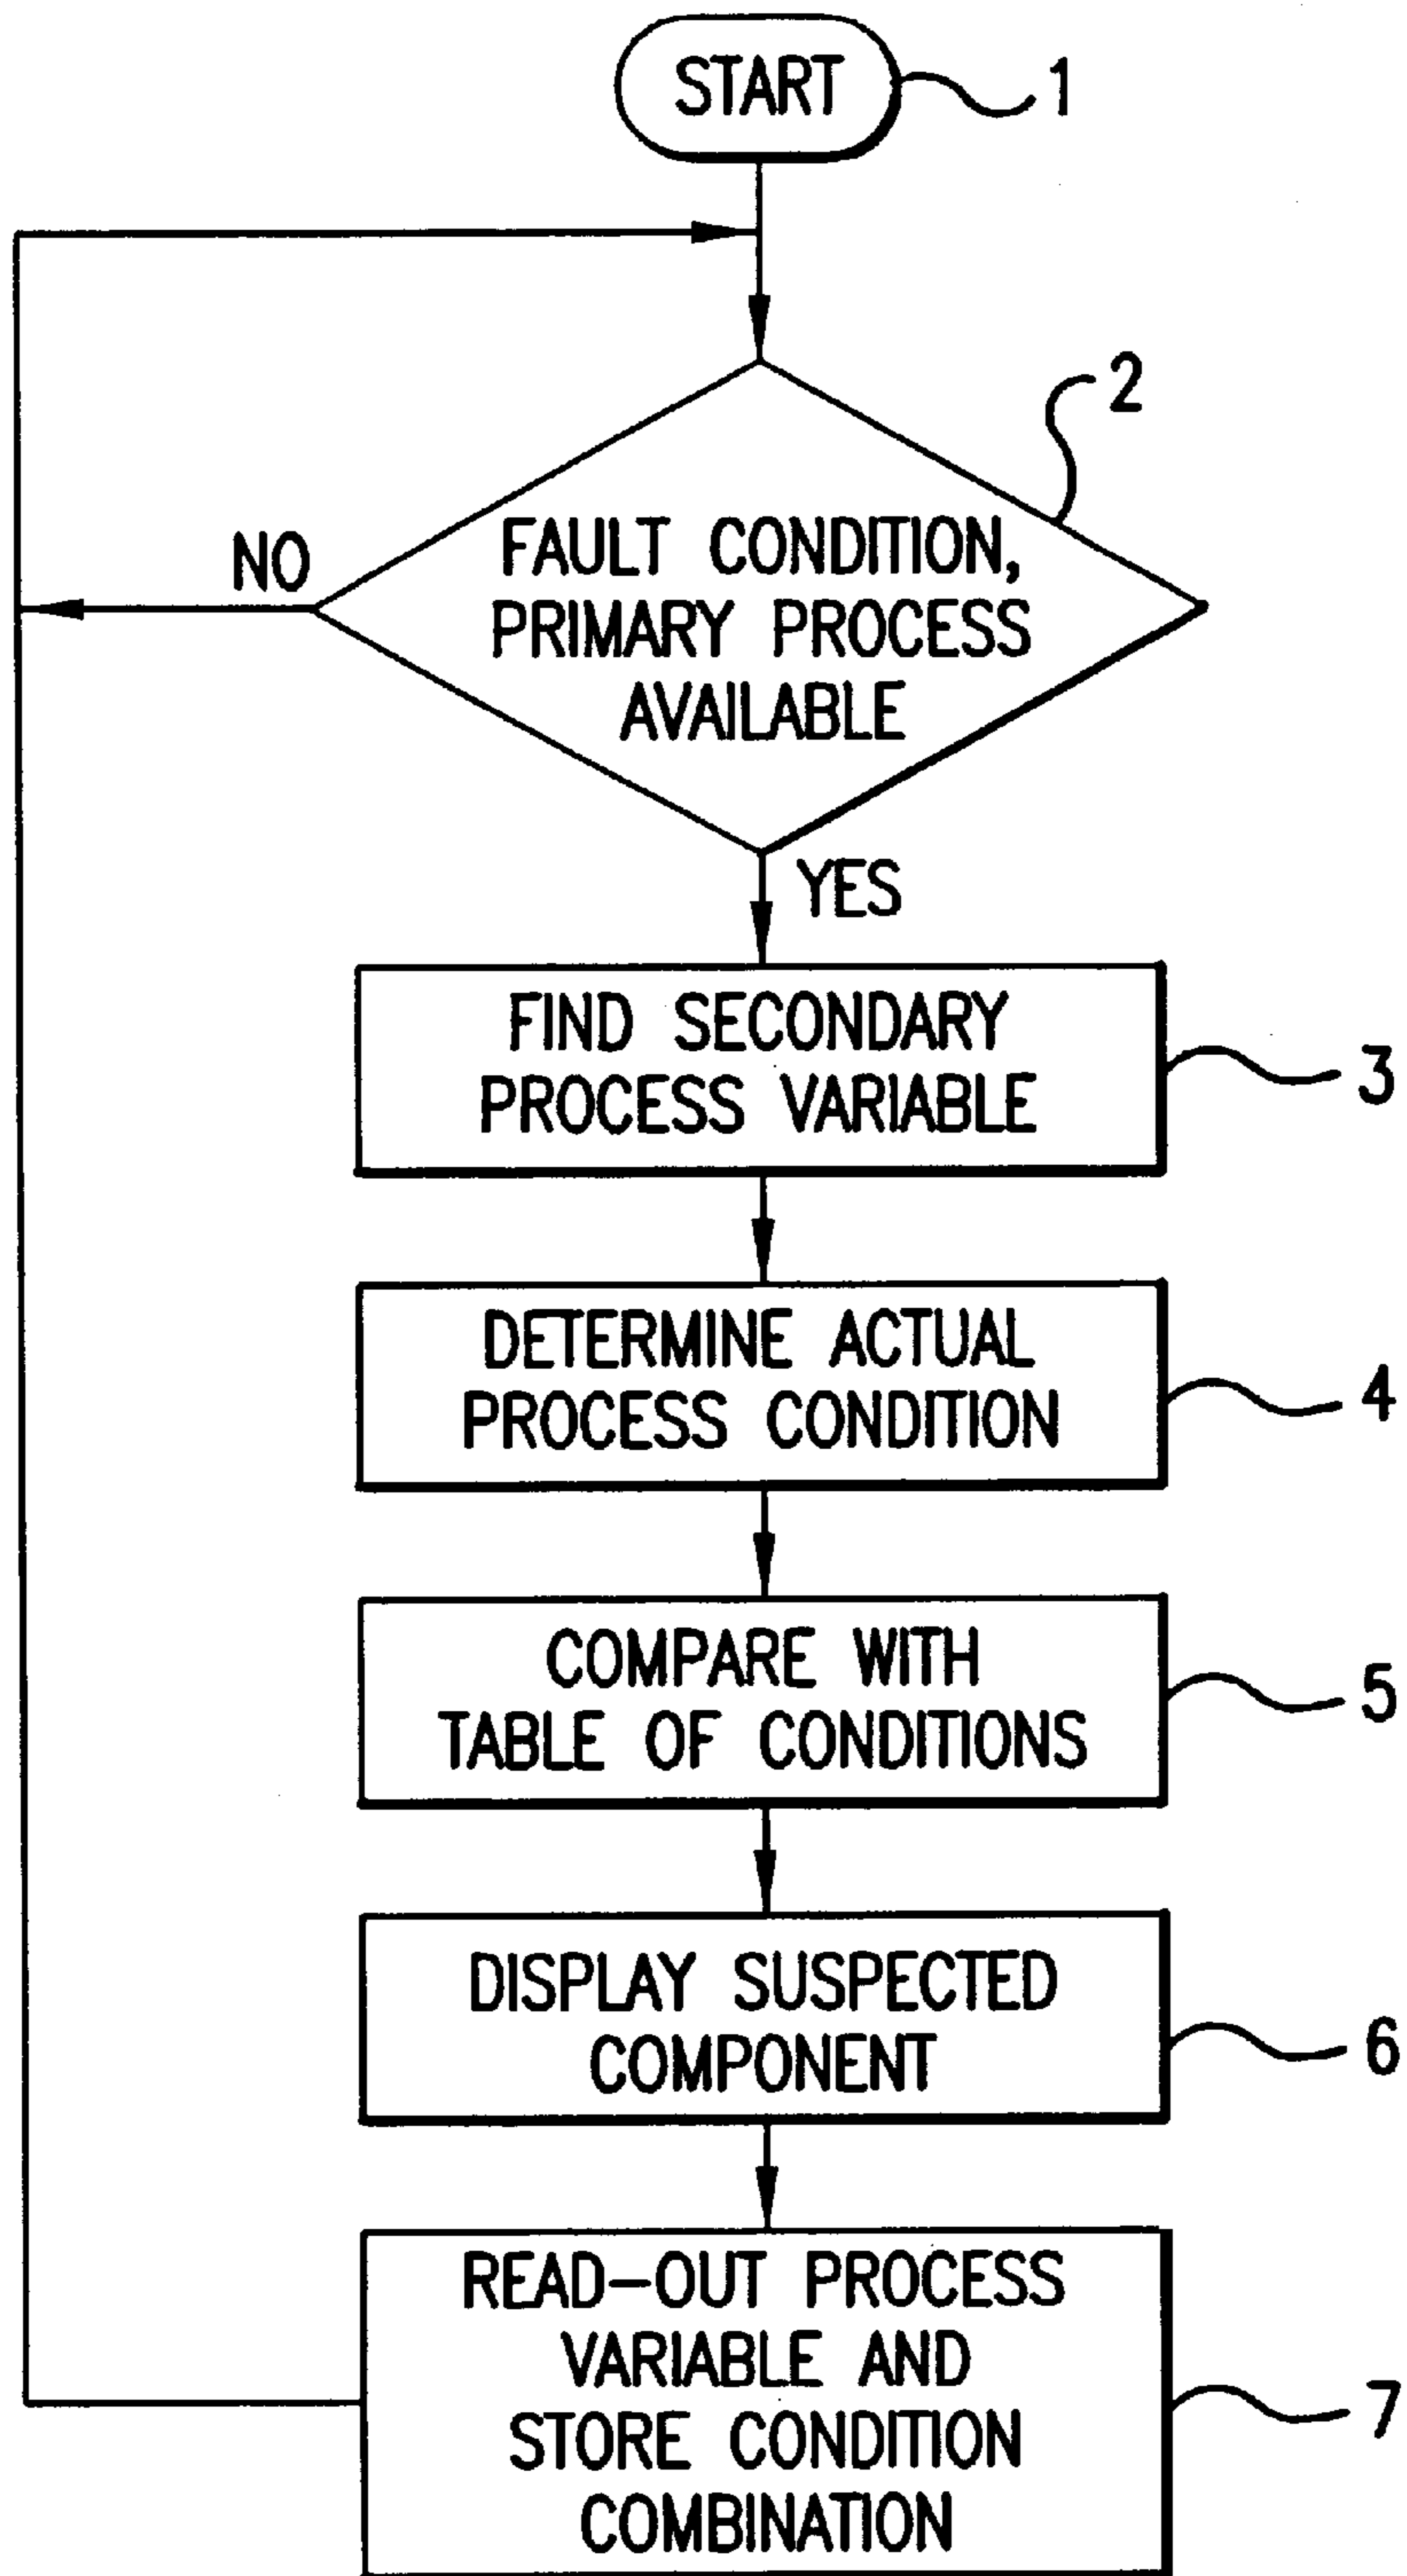 START
1
2
NO
FAULT CONDITION,
PRIMARY PROCESS
AVAILABLE
YES
FIND SECONDARY
PROCESS VARIABLE
3
DETERMINE ACTUAL
PROCESS CONDITION
4
COMPARE WITH
TABLE OF CONDITIONS
5
DISPLAY SUSPECTED
COMPONENT
6
READ-OUT PROCESS
VARIABLE AND
STORE CONDITION
COMBINATION
7